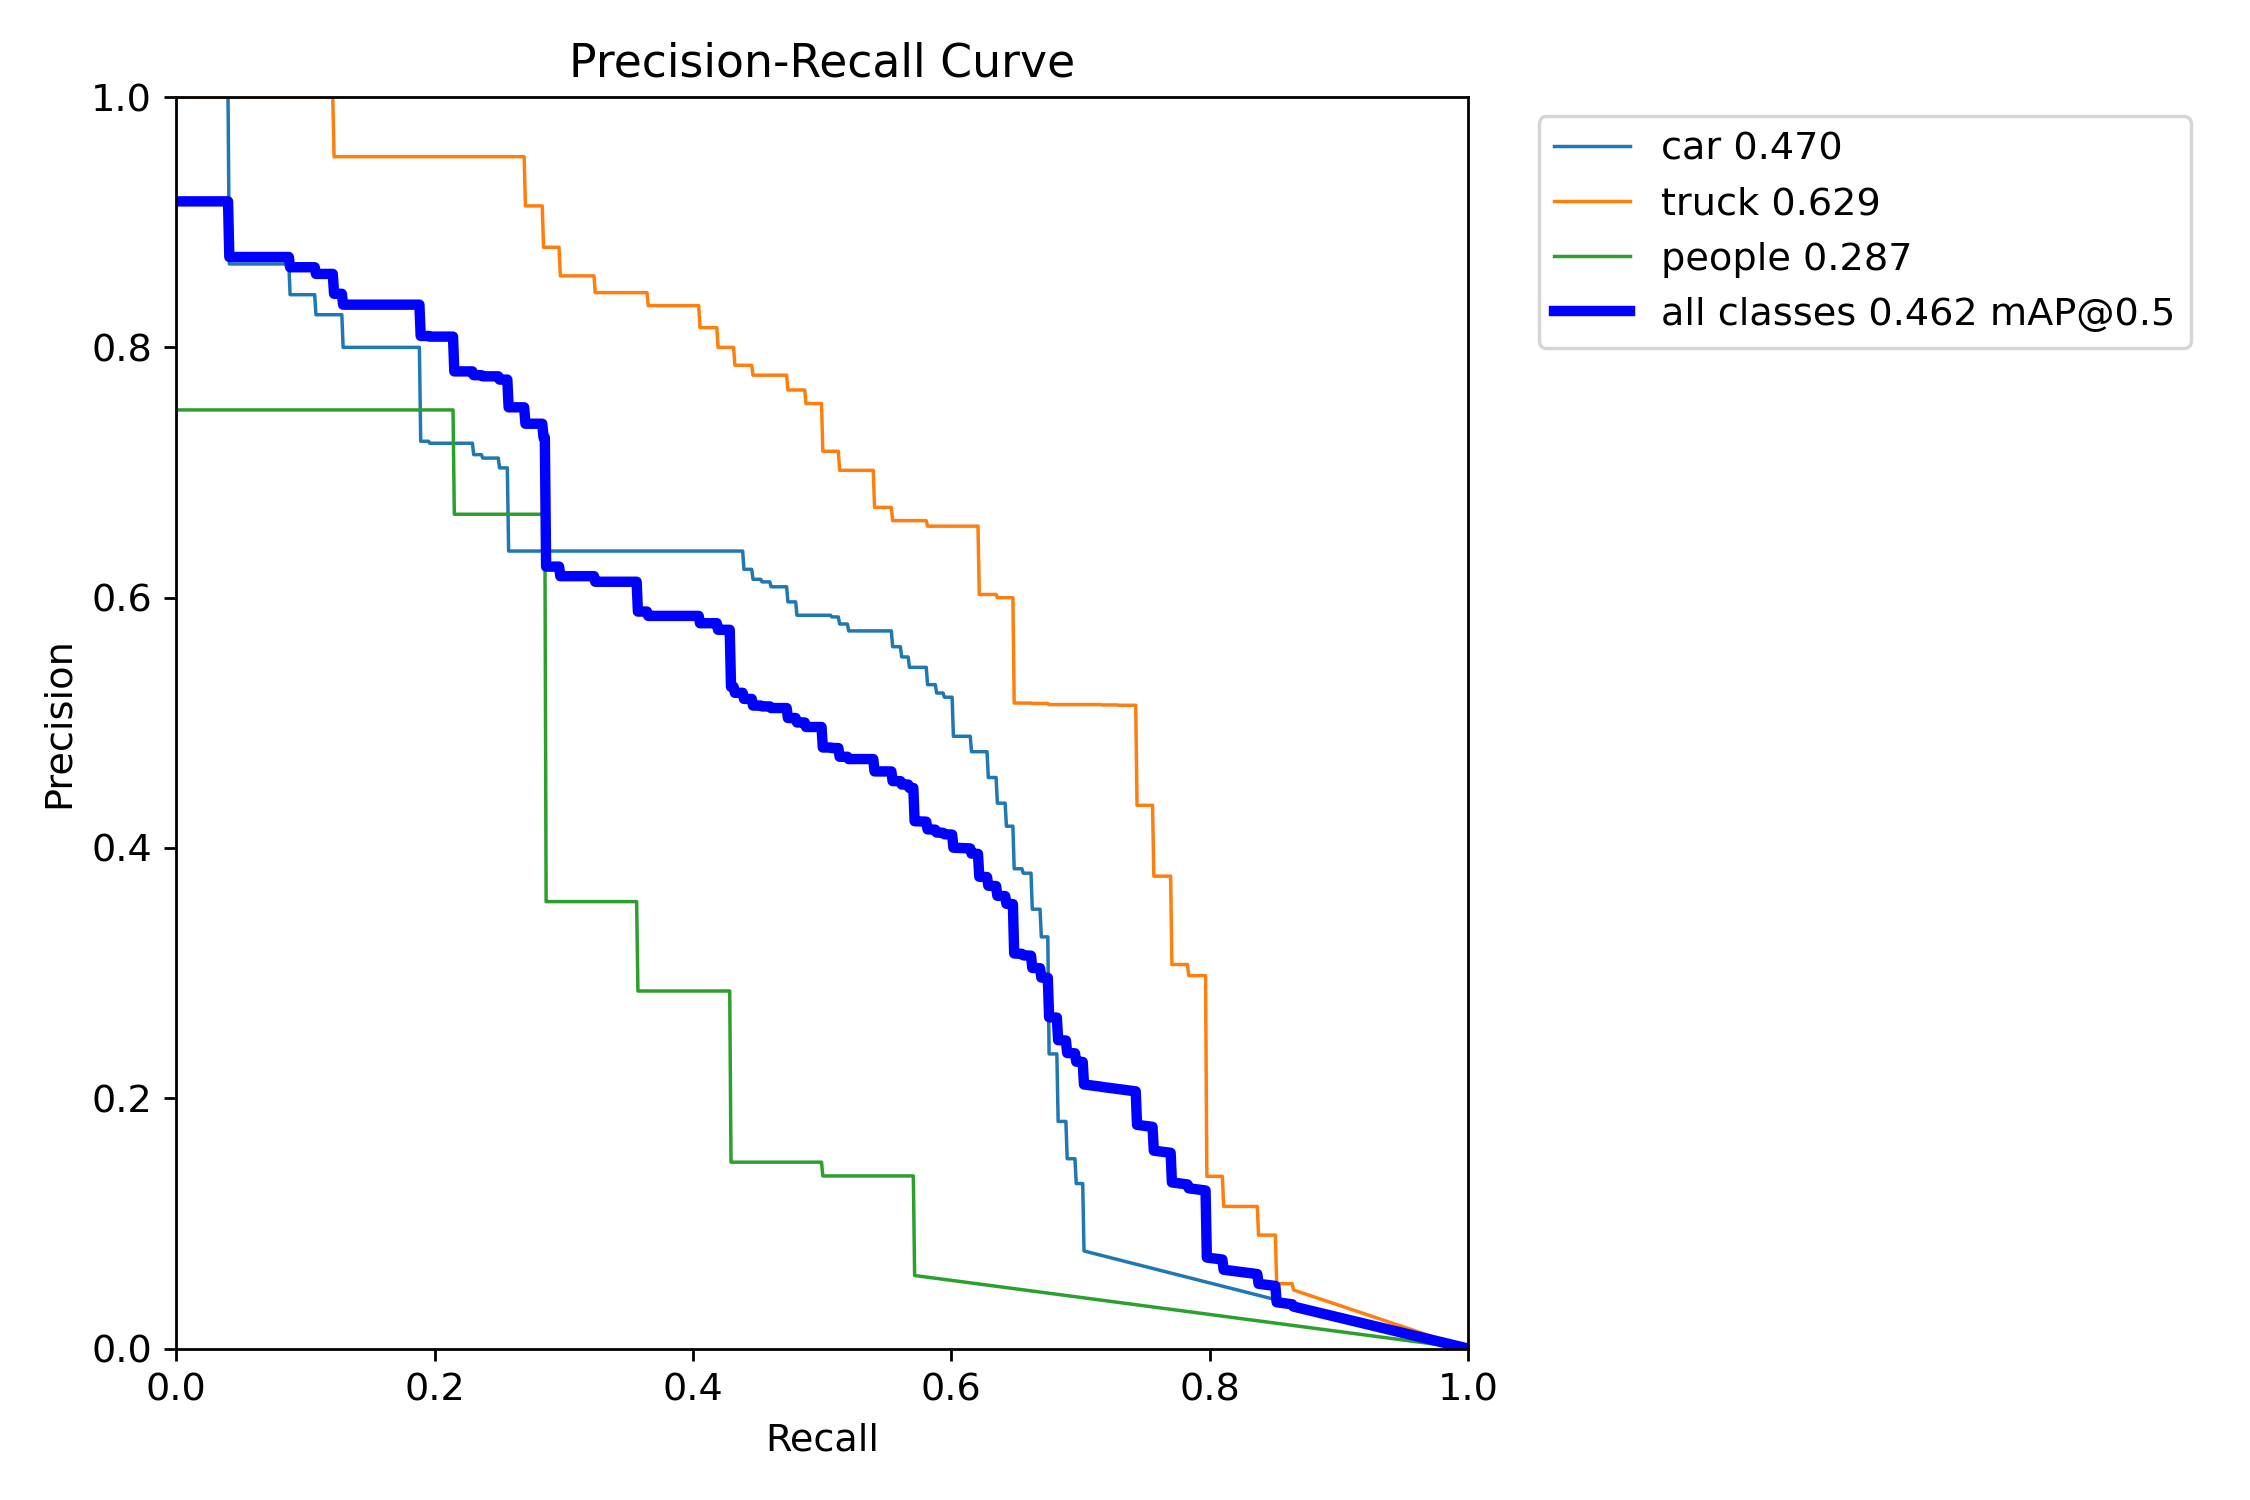 Precision-Recall Curve
car 0.470
truck 0.629
people 0.287
all classes 0.462 mAP@0.5
Precision
1.0
0.8
0.6
0.4
0.2
0.0
0.0 0.2 0.4 0.6 0.8 1.0
Recall